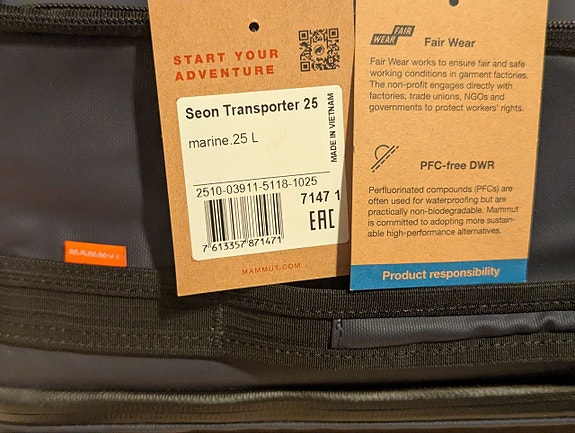 START YOUR
ADVENTURE
Seon Transporter 25
marine.25 L
MADE IN VIETNAM
2510-03911-5118-1025
7147 1
EAC
7 613357 871471
MAMMUT.COM
FAIR
WEAR
Fair Wear
Fair Wear works to ensure fair and safe
working conditions in garment factories.
The non-profit engages directly with
factories, trade unions, NGOs and
governments to protect workers' rights.
PFC-free DWR
Perfluorinated compounds (PFCs) are
often used for waterproofing but are
practically non-biodegradable. Mammut
is committed to adopting more sustain-
able high-performance alternatives.
Product responsibility
MAMMUT